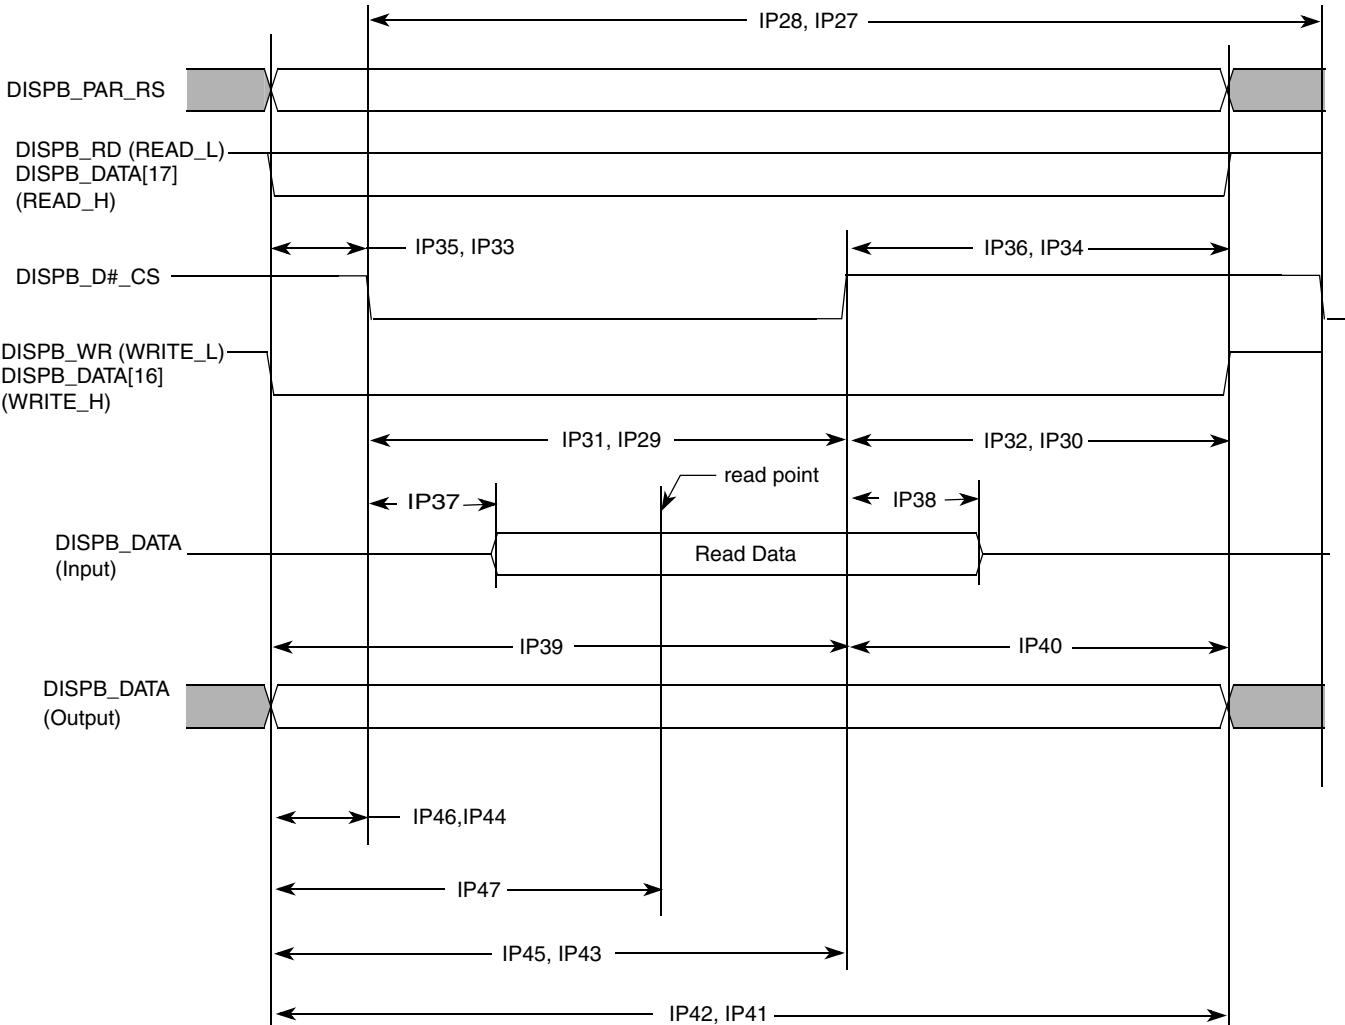 IP28, IP27
DISPB_PAR_RS
DISPB_RD (READ_L)
DISPB_DATA[17]
(READ_H)
IP35, IP33
IP36, IP34
DISPB_D#_CS
DISPB_WR (WRITE_L)
DISPB_DATA[16]
(WRITE_H)
IP31, IP29
IP32, IP30
read point
IP37
IP38
DISPB_DATA
(Input)
Read Data
IP39
IP40
DISPB_DATA
(Output)
IP46,IP44
IP47
IP45, IP43
IP42, IP41